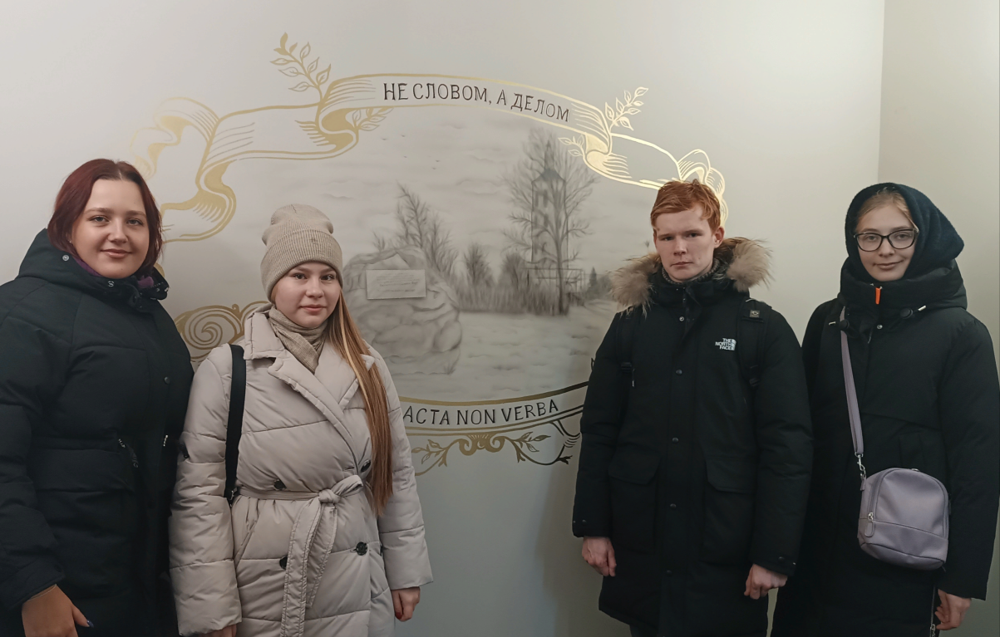 НЕ СЛОВОМ, А ДЕЛОМ
ACTA NON VERBA
THE
NORTH
FACE